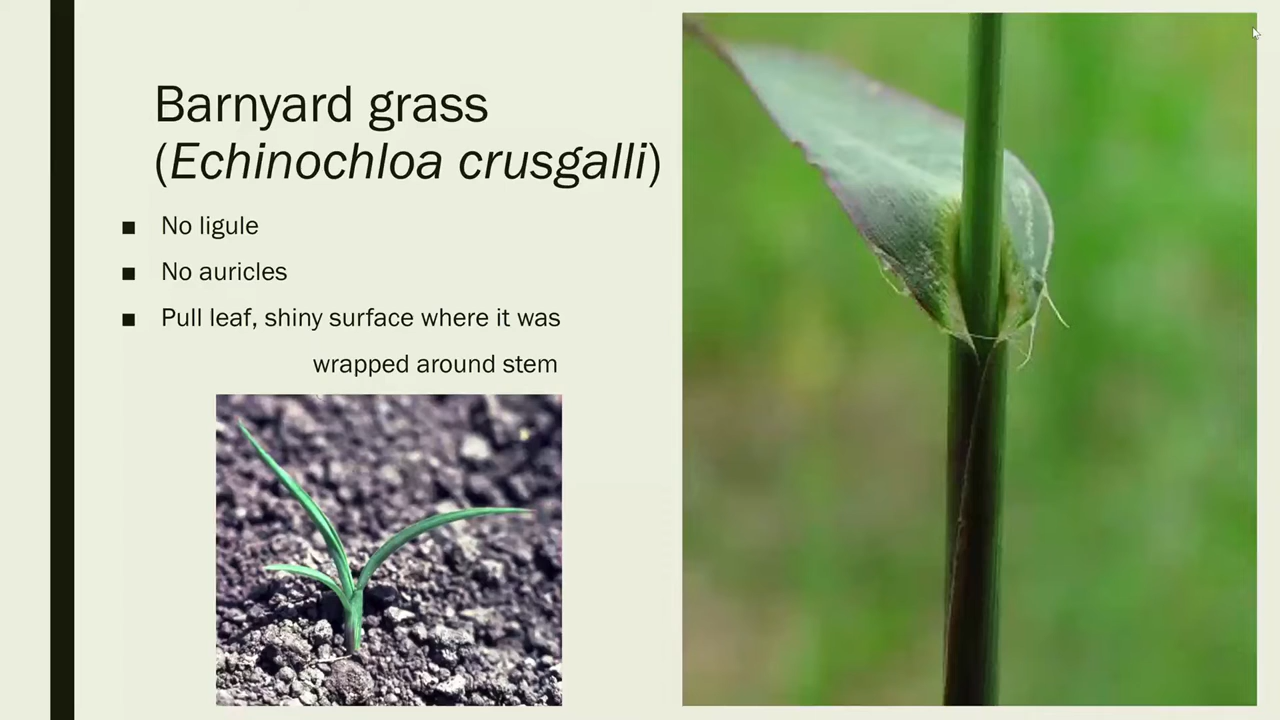 Barnyard grass
(Echinochloa crusgalli)
■ No ligule
■ No auricles
■ Pull leaf, shiny surface where it was
wrapped around stem